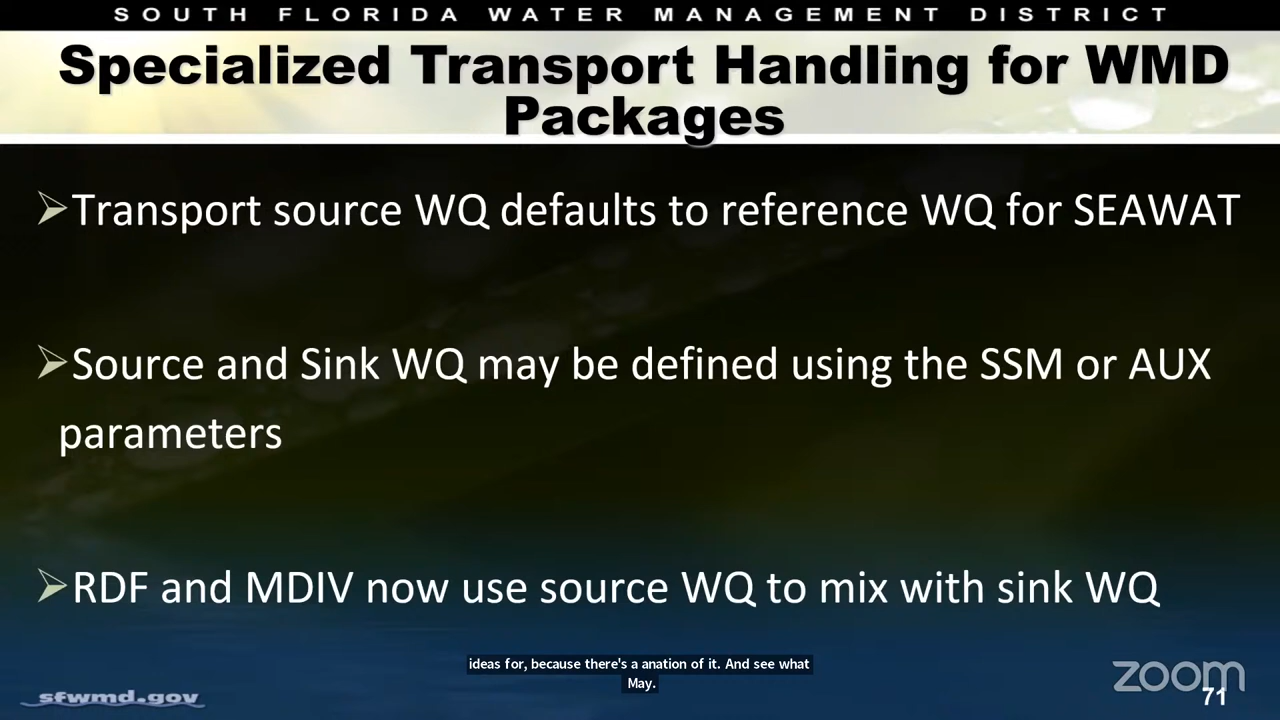 SOUTH FLORIDA WATER MANAGEMENT DISTRICT
Specialized Transport Handling for WMD
Packages
➢Transport source WQ defaults to reference WQ for SEAWAT
➢Source and Sink WQ may be defined using the SSM or AUX
parameters
➢RDF and MDIV now use source WQ to mix with sink WQ
ideas for, because there's a anation of it. And see what
May.
sfwmd.gov
zoom
71